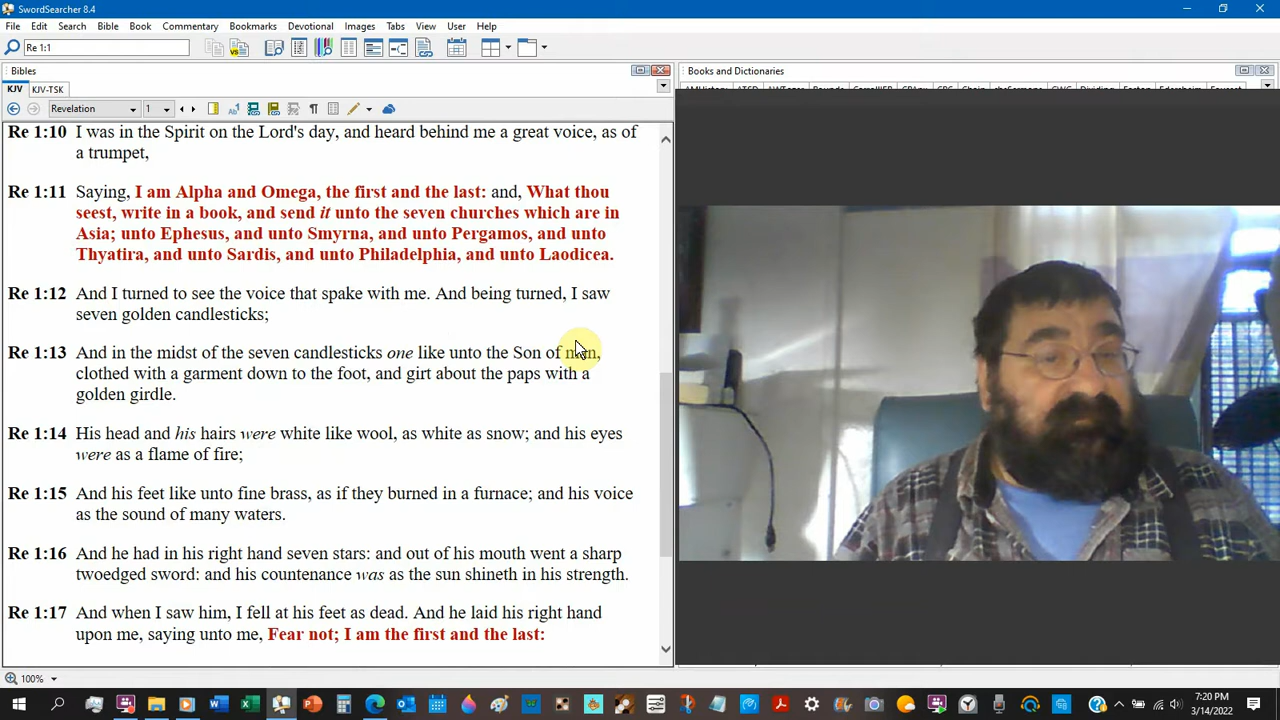 SwordSearcher 8.4
File Edit Search Bible Book Commentary Bookmarks Devotional Images Tabs View User Help
Re 1:1
Bibles
Books and Dictionaries
KJV KJV-TSK
Revelation 1
Re 1:10 I was in the Spirit on the Lord's day, and heard behind me a great voice, as of
a trumpet,
Re 1:11 Saying, I am Alpha and Omega, the first and the last: and, What thou
seest, write in a book, and send it unto the seven churches which are in
Asia; unto Ephesus, and unto Smyrna, and unto Pergamos, and unto
Thyatira, and unto Sardis, and unto Philadelphia, and unto Laodicea.
Re 1:12 And I turned to see the voice that spake with me. And being turned, I saw
seven golden candlesticks;
Re 1:13 And in the midst of the seven candlesticks one like unto the Son of man,
clothed with a garment down to the foot, and girt about the paps with a
golden girdle.
Re 1:14 His head and his hairs were white like wool, as white as snow; and his eyes
were as a flame of fire;
Re 1:15 And his feet like unto fine brass, as if they burned in a furnace; and his voice
as the sound of many waters.
Re 1:16 And he had in his right hand seven stars: and out of his mouth went a sharp
twoedged sword: and his countenance was as the sun shineth in his strength.
Re 1:17 And when I saw him, I fell at his feet as dead. And he laid his right hand
upon me, saying unto me, Fear not; I am the first and the last:
100%
7:20 PM
3/14/2022